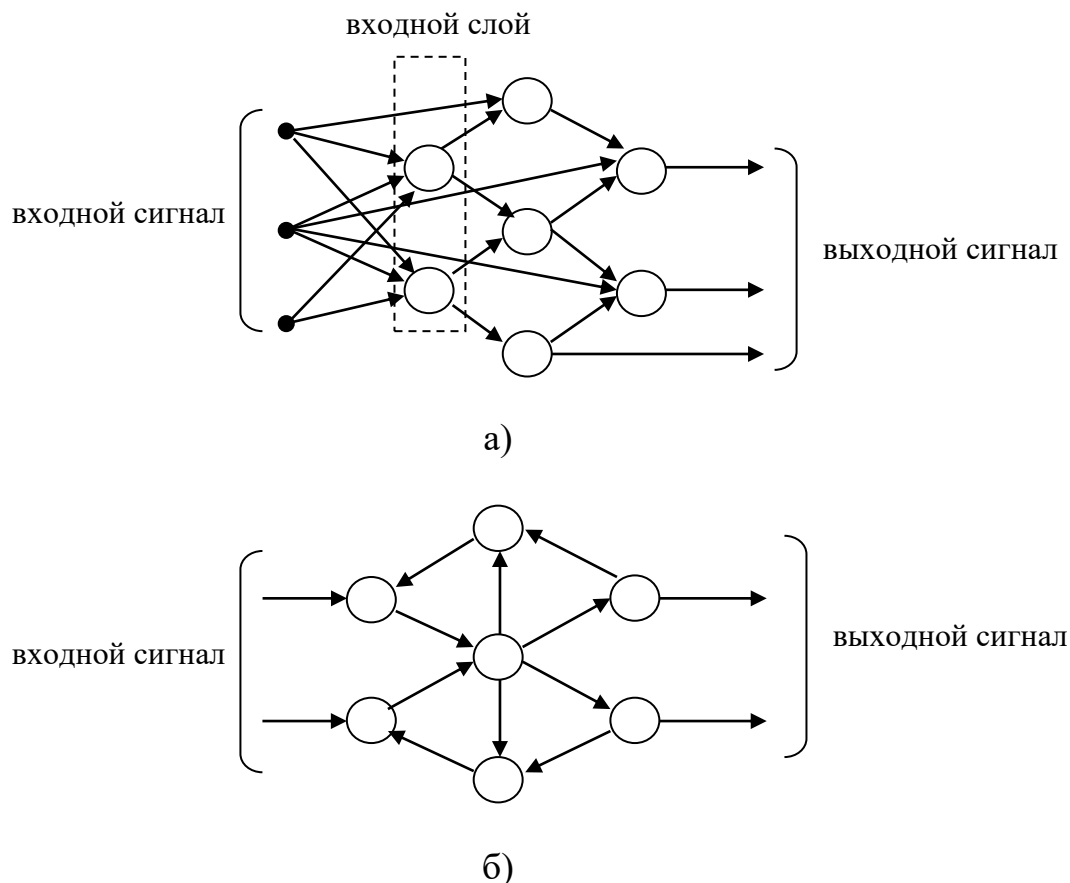 входной слой
входной сигнал
выходной сигнал
а)
входной сигнал
выходной сигнал
б)